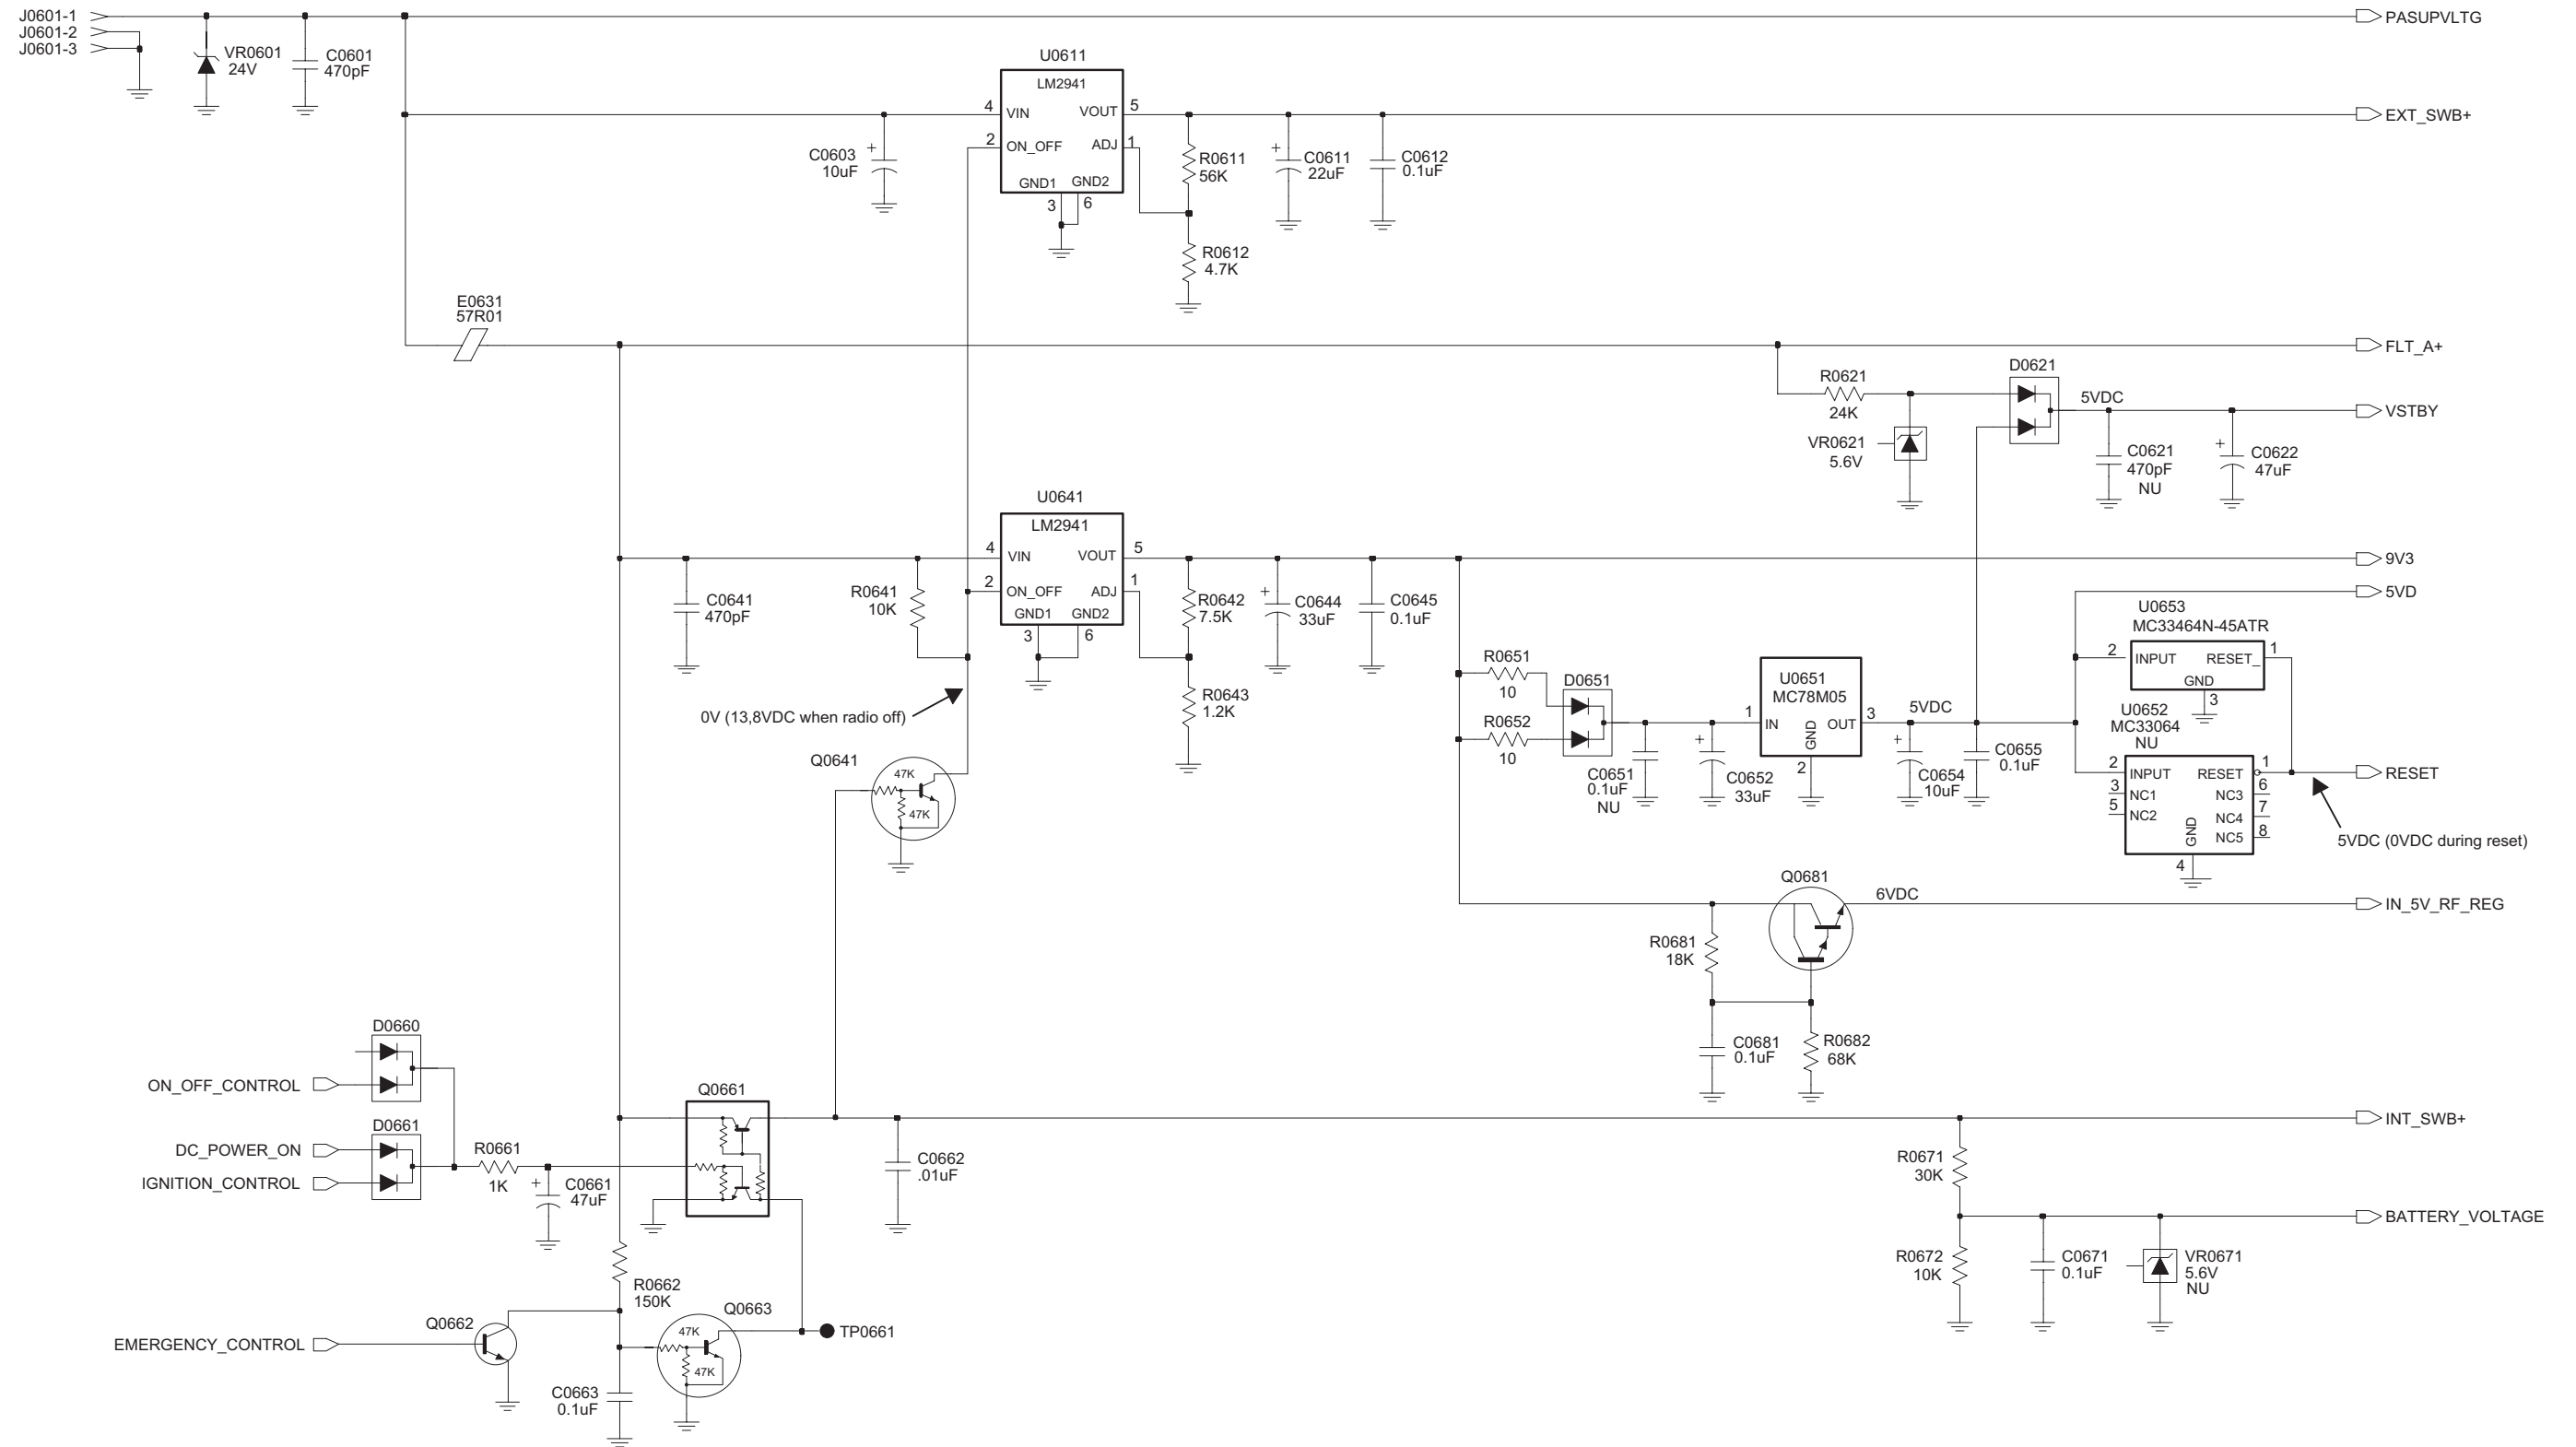 J0601-1
J0601-2
J0601-3
VR0601
24V
C0601
470pF
PASUPVLTG
U0611
LM2941
4
VIN
VOUT
5
2
ON_OFF
ADJ
1
GND1
GND2
3
6
C0603
+
10uF
R0611
56K
+
C0611
22uF
C0612
0.1uF
EXT_SWB+
R0612
4.7K
E0631
57R01
FLT_A+
R0621
24K
D0621
5VDC
VSTBY
VR0621
5.6V
C0621
470pF
NU
+
C0622
47uF
U0641
LM2941
4
VIN
VOUT
5
2
ON_OFF
ADJ
1
GND1
GND2
3
6
C0641
470pF
R0641
10K
R0642
7.5K
+
C0644
33uF
C0645
0.1uF
9V3
5VD
R0643
1.2K
0V (13,8VDC when radio off)
Q0641
47K
47K
R0651
10
R0652
10
D0651
C0651
0.1uF
NU
+
C0652
33uF
U0651
MC78M05
1
IN
OUT
3
GND
2
5VDC
+
C0654
10uF
C0655
0.1uF
U0653
MC33464N-45ATR
2
INPUT
RESET_
1
GND
3
U0652
MC33064
NU
2
INPUT
RESET
1
3
NC1
NC3
6
5
NC2
NC4
7
NC5
8
GND
4
RESET
5VDC (0VDC during reset)
Q0681
6VDC
IN_5V_RF_REG
R0681
18K
C0681
0.1uF
R0682
68K
D0660
ON_OFF_CONTROL
D0661
DC_POWER_ON
IGNITION_CONTROL
R0661
1K
+
C0661
47uF
Q0661
C0662
.01uF
INT_SWB+
R0671
30K
BATTERY_VOLTAGE
R0672
10K
C0671
0.1uF
VR0671
5.6V
NU
R0662
150K
Q0662
EMERGENCY_CONTROL
Q0663
47K
47K
TP0661
C0663
0.1uF